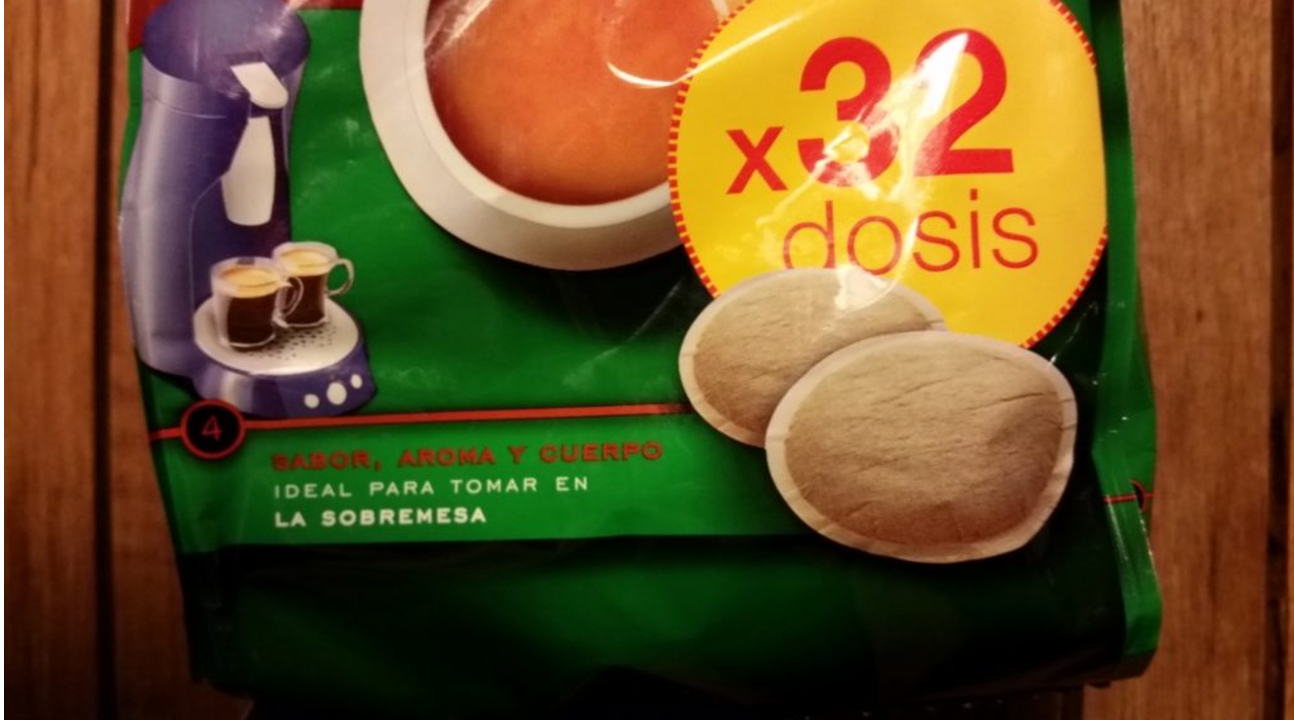 x32
dosis
4
SABOR, AROMA Y CUERPO
IDEAL PARA TOMAR EN
LA SOBREMESA